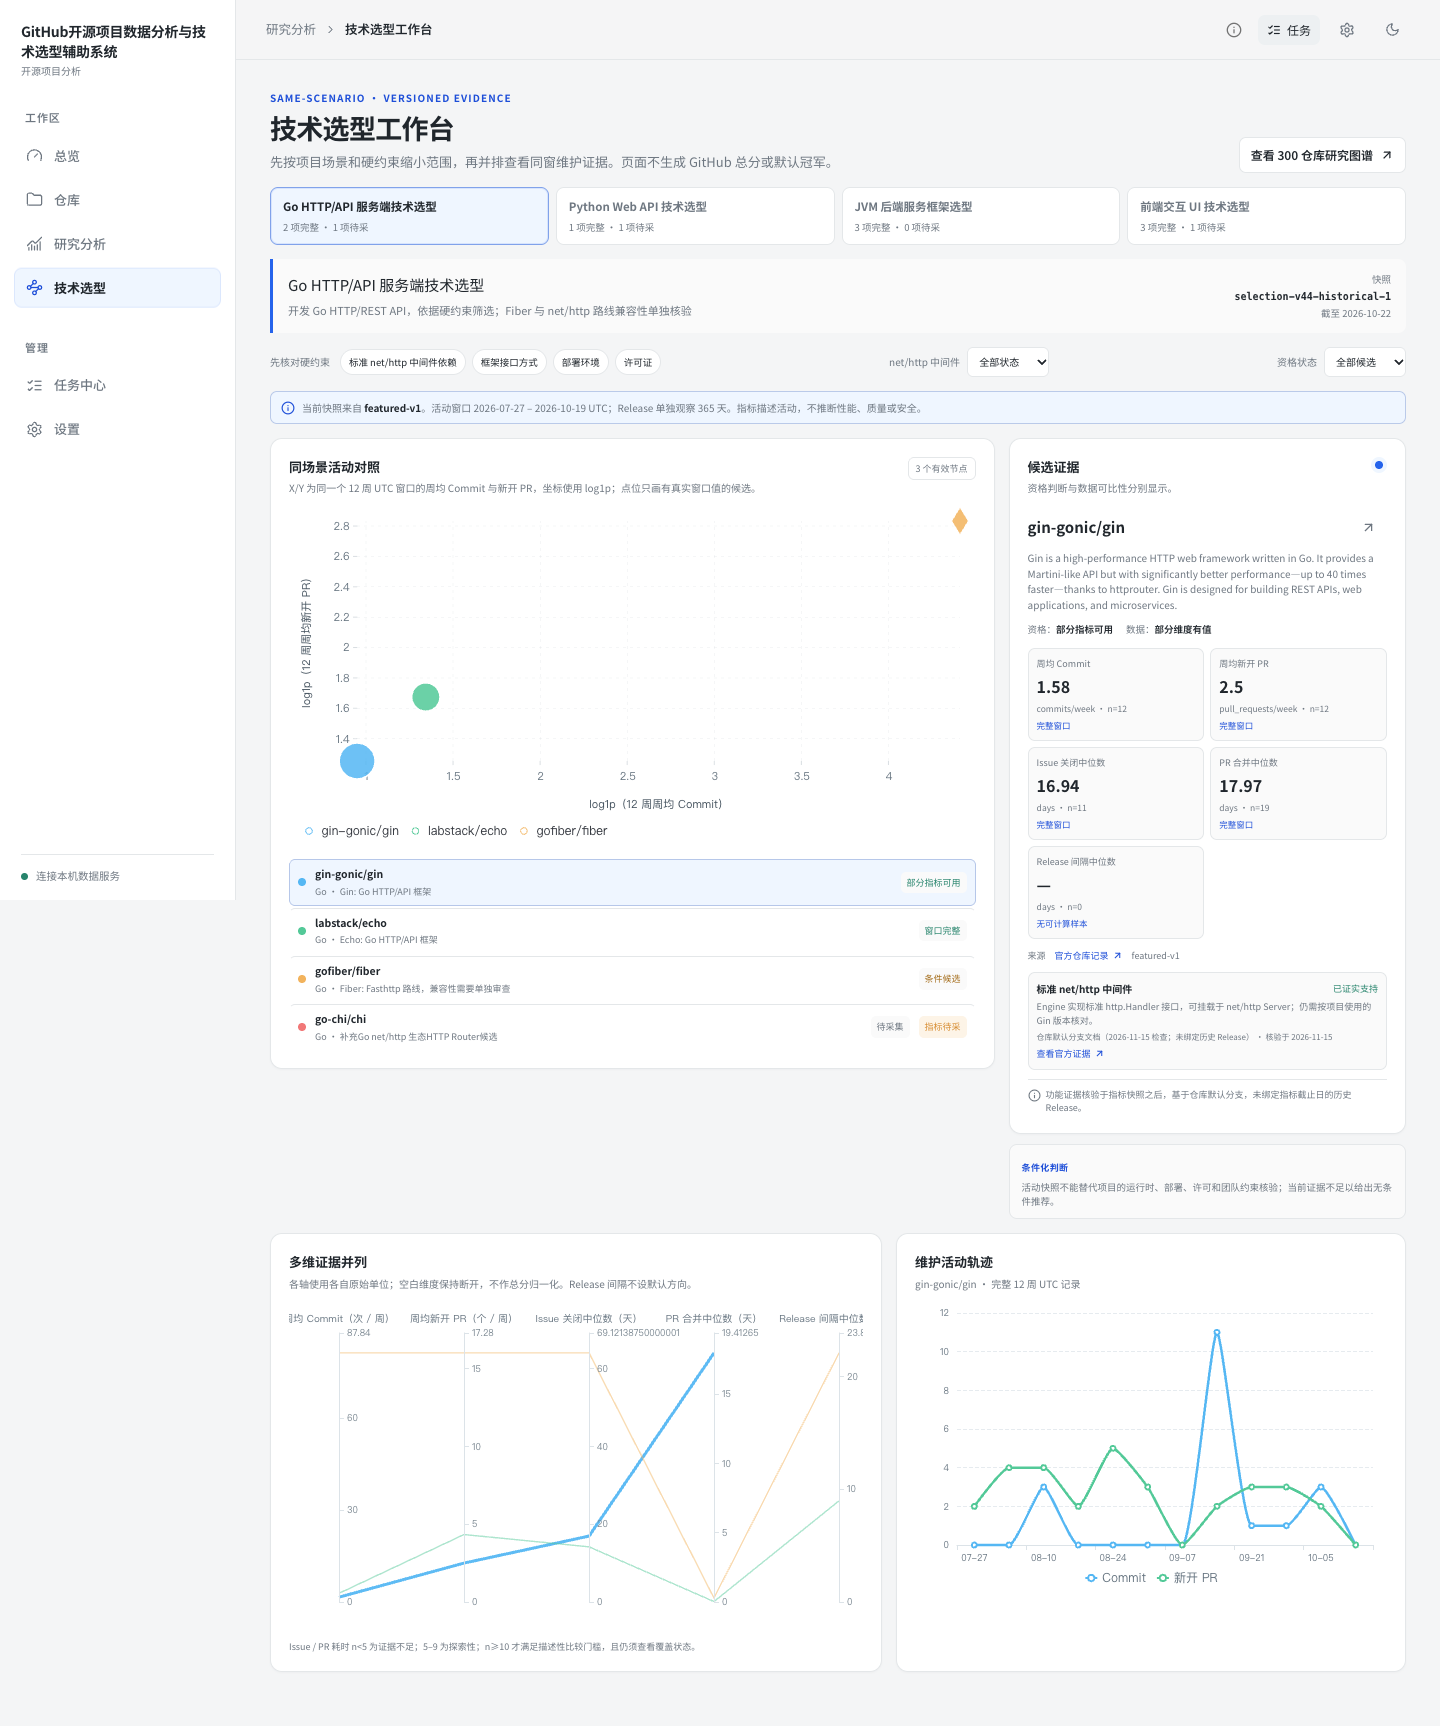 GitHub开源项目数据分析与技
术选型辅助系统
开源项目分析
工作区
总览
仓库
研究分析
技术选型
管理
任务中心
设置
连接本机数据服务
研究分析 › 技术选型工作台
任务
SAME-SCENARIO • VERSIONED EVIDENCE
技术选型工作台
先按项目场景和硬约束缩小范围，再并排查看同窗维护证据。页面不生成 GitHub 总分或默认冠军。
查看 300 仓库研究图谱
Go HTTP/API 服务端技术选型
2 项完整 • 1 项待采
Python Web API 技术选型
1 项完整 • 1 项待采
JVM 后端服务框架选型
3 项完整 • 0 项待采
前端交互 UI 技术选型
3 项完整 • 1 项待采
Go HTTP/API 服务端技术选型
开发 Go HTTP/REST API，依据硬约束筛选；Fiber 与 net/http 路线兼容性单独核验
快照
selection-v44-historical-1
截至 2026-10-22
先核对硬约束 标准 net/http 中间件依赖 框架接口方式 部署环境 许可证
net/http 中间件 全部状态
资格状态 全部候选
当前快照来自 featured-v1。活动窗口 2026-07-27 – 2026-10-19 UTC；Release 单独观察 365 天。指标描述活动，不推断性能、质量或安全。
同场景活动对照
3 个有效节点
X/Y 为同一个 12 周 UTC 窗口的周均 Commit 与新开 PR，坐标使用 log1p；点位只画有真实窗口值的候选。
log1p（12 周周均新开 PR）
2.8
2.6
2.4
2.2
2
1.8
1.6
1.4
1.5 2 2.5 3 3.5 4
log1p（12 周周均 Commit）
gin-gonic/gin labstack/echo gofiber/fiber
gin-gonic/gin
Go • Gin: Go HTTP/API 框架
部分指标可用
labstack/echo
Go • Echo: Go HTTP/API 框架
窗口完整
gofiber/fiber
Go • Fiber: Fasthttp 路线，兼容性需要单独审查
条件候选
go-chi/chi
Go • 补充Go net/http 生态HTTP Router候选
待采集 指标待采
候选证据
资格判断与数据可比性分别显示。
gin-gonic/gin
Gin is a high-performance HTTP web framework written in Go. It provides a
Martini-like API but with significantly better performance—up to 40 times
faster—thanks to httprouter. Gin is designed for building REST APIs, web
applications, and microservices.
资格：部分指标可用 数据：部分维度有值
周均 Commit
1.58
commits/week • n=12
完整窗口
周均新开 PR
2.5
pull_requests/week • n=12
完整窗口
Issue 关闭中位数
16.94
days • n=11
完整窗口
PR 合并中位数
17.97
days • n=19
完整窗口
Release 间隔中位数
—
days • n=0
无可计算样本
来源 官方仓库记录 featured-v1
标准 net/http 中间件
已证实支持
Engine 实现标准 http.Handler 接口，可挂载于 net/http Server；仍需按项目使用的
Gin 版本核对。
仓库默认分支文档（2026-11-15 检查；未绑定历史 Release） • 核验于 2026-11-15
查看官方证据
功能证据核验于指标快照之后，基于仓库默认分支，未绑定指标截止日的历史
Release。
条件化判断
活动快照不能替代项目的运行时、部署、许可和团队约束核验；当前证据不足以给出无条
件推荐。
多维证据并列
各轴使用各自原始单位；空白维度保持断开，不作总分归一化。Release 间隔不设默认方向。
均 Commit（次 / 周） 周均新开 PR（个 / 周） Issue 关闭中位数（天） PR 合并中位数（天） Release 间隔中位数
87.84 17.28 69.12138750000001 19.41265 23.8
15 60 20
15
60
10 40
10
10
30
5 20 5
0 0 0 0 0
Issue / PR 耗时 n<5 为证据不足；5–9 为探索性；n≥10 才满足描述性比较门槛，且仍须查看覆盖状态。
维护活动轨迹
gin-gonic/gin • 完整 12 周 UTC 记录
12
10
8
6
4
2
0
07-27 08-10 08-24 09-07 09-21 10-05
Commit 新开 PR